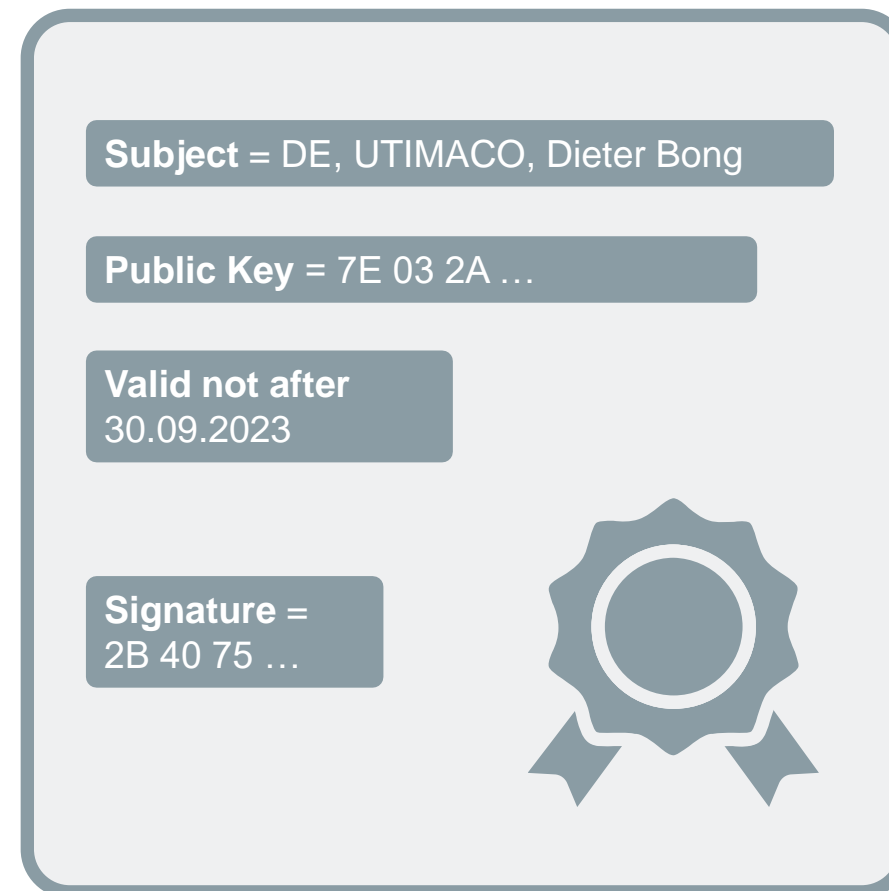 Subject = DE, UTIMACO, Dieter Bong
Public Key = 7E 03 2A …
Valid not after
30.09.2023
Signature =
2B 40 75 …